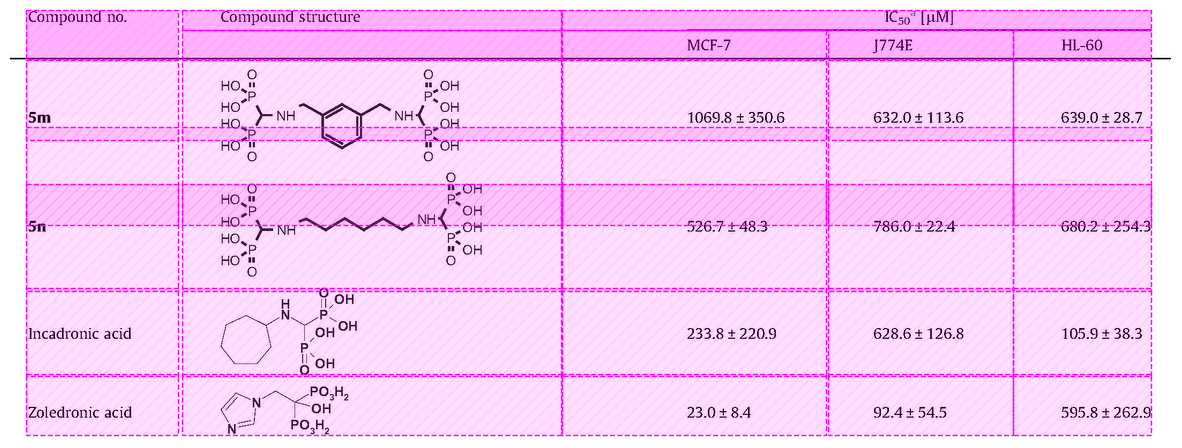 Compound no. Compound structure IC50a [μM]
MCF-7 J774E HL-60
5m 1069.8 ± 350.6 632.0 ± 113.6 639.0 ± 28.7
O
HO P
HO
NH
HO P
HO
O
O
P OH
OH
HN
OH
P OH
O
5n 526.7 ± 48.3 786.0 ± 22.4 680.2 ± 254.3
O
HO P
HO
NH
HO
HO P
O
O
P OH
OH
NH
OH
P OH
O
Incadronic acid 233.8 ± 220.9 628.6 ± 126.8 105.9 ± 38.3
H
N
O
P OH
OH
OH
P OH
O
Zoledronic acid 23.0 ± 8.4 92.4 ± 54.5 595.8 ± 262.9
N
N
PO3H2
OH
PO3H2